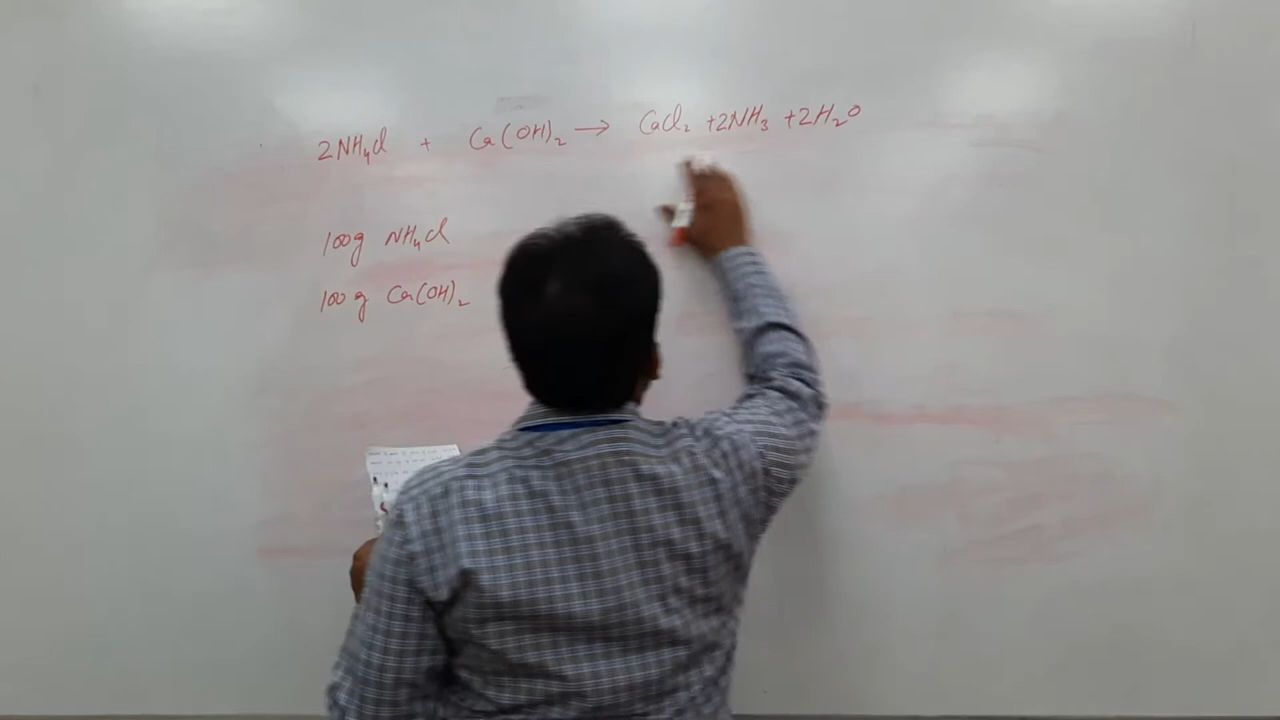 2NH₄Cl + Ca(OH)₂ → CaCl₂ + 2NH₃ + 2H₂O
100g NH₄Cl
100g Ca(OH)₂